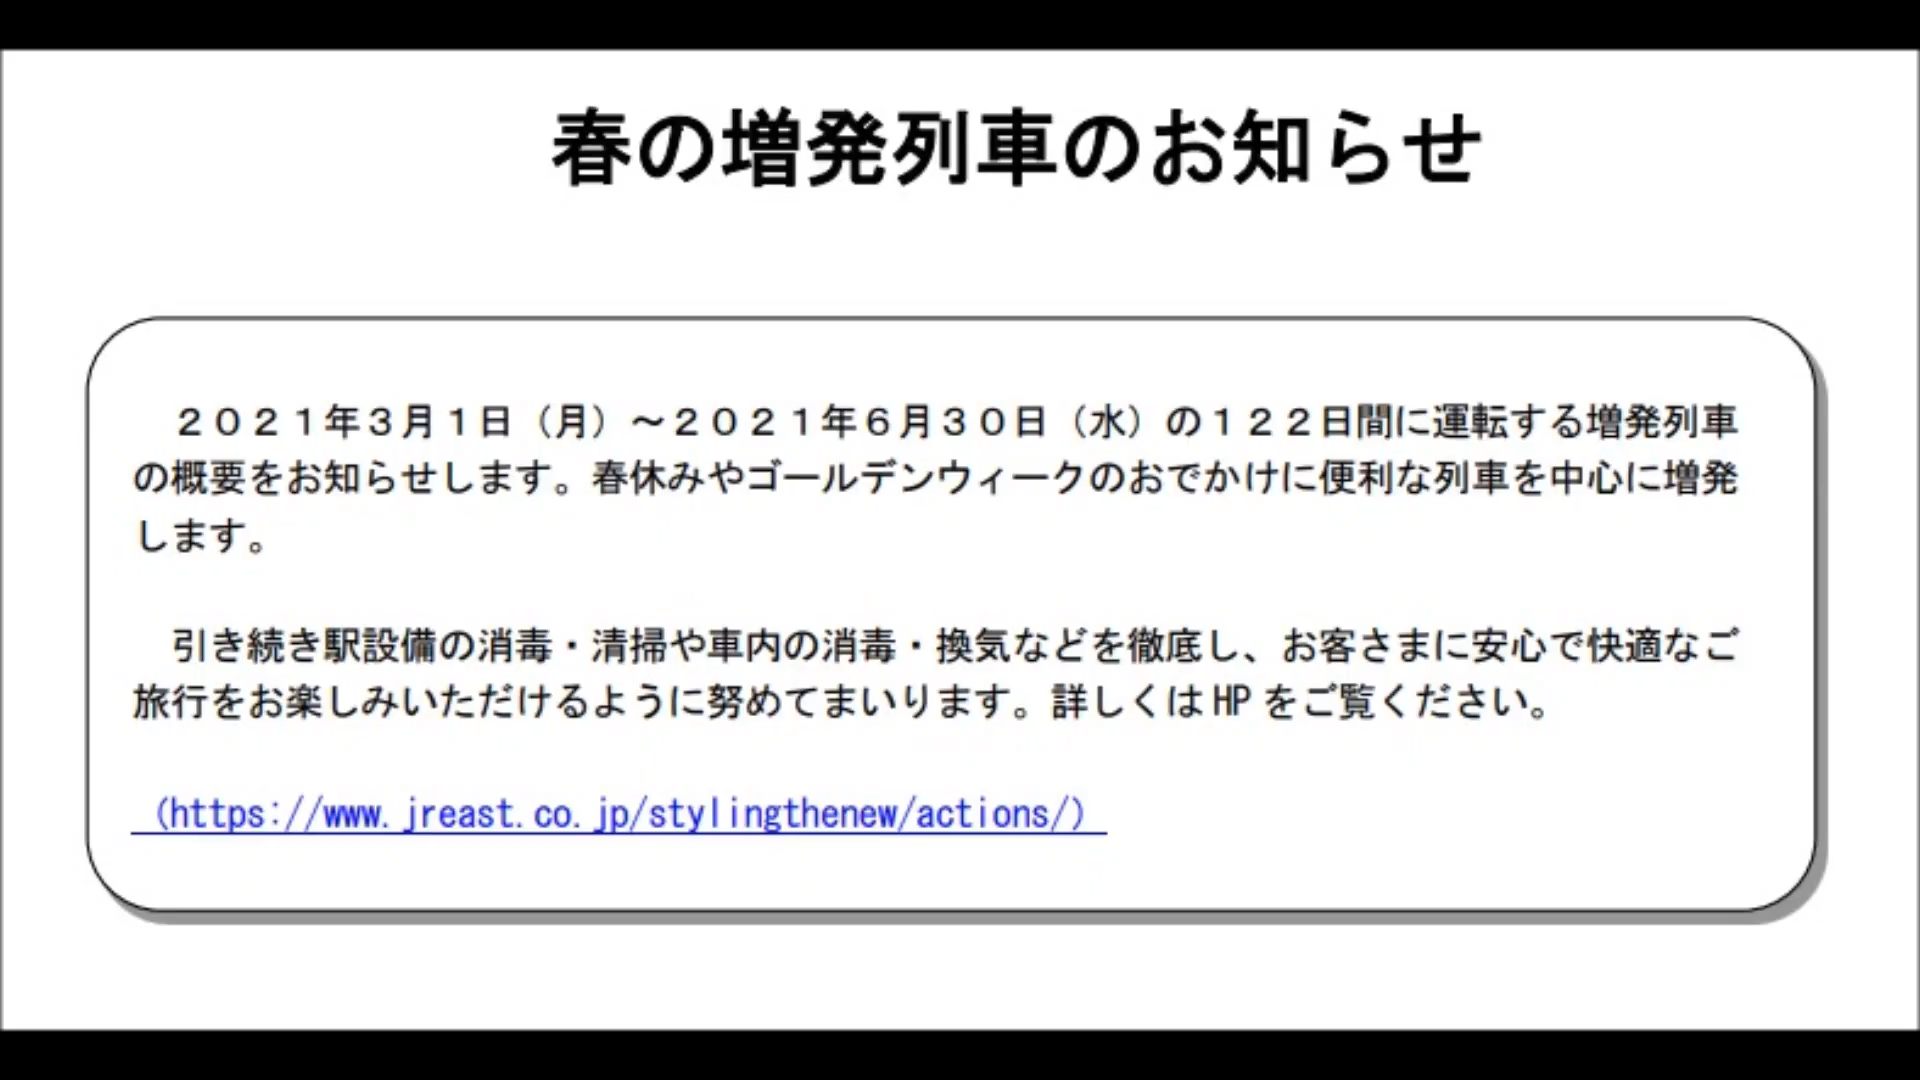 春の増発列車のお知らせ
２０２１年３月１日（月）～２０２１年６月３０日（水）の１２２日間に運転する増発列車
の概要をお知らせします。春休みやゴールデンウィークのおでかけに便利な列車を中心に増発
します。
引き続き駅設備の消毒・清掃や車内の消毒・換気などを徹底し、お客さまに安心で快適なご
旅行をお楽しみいただけるように努めてまいります。詳しくは HP をご覧ください。
(https://www.jreast.co.jp/stylingthenew/actions/)